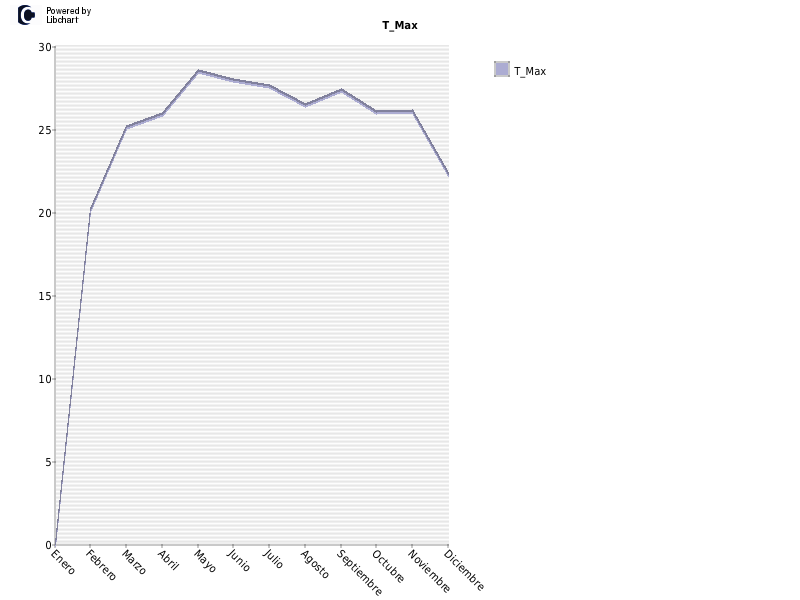 Powered by
Libchart
T_Max
T_Max
30
25
20
15
10
5
0
Enero
Febrero
Marzo
Abril
Mayo
Junio
Julio
Agosto
Septiembre
Octubre
Noviembre
Diciembre